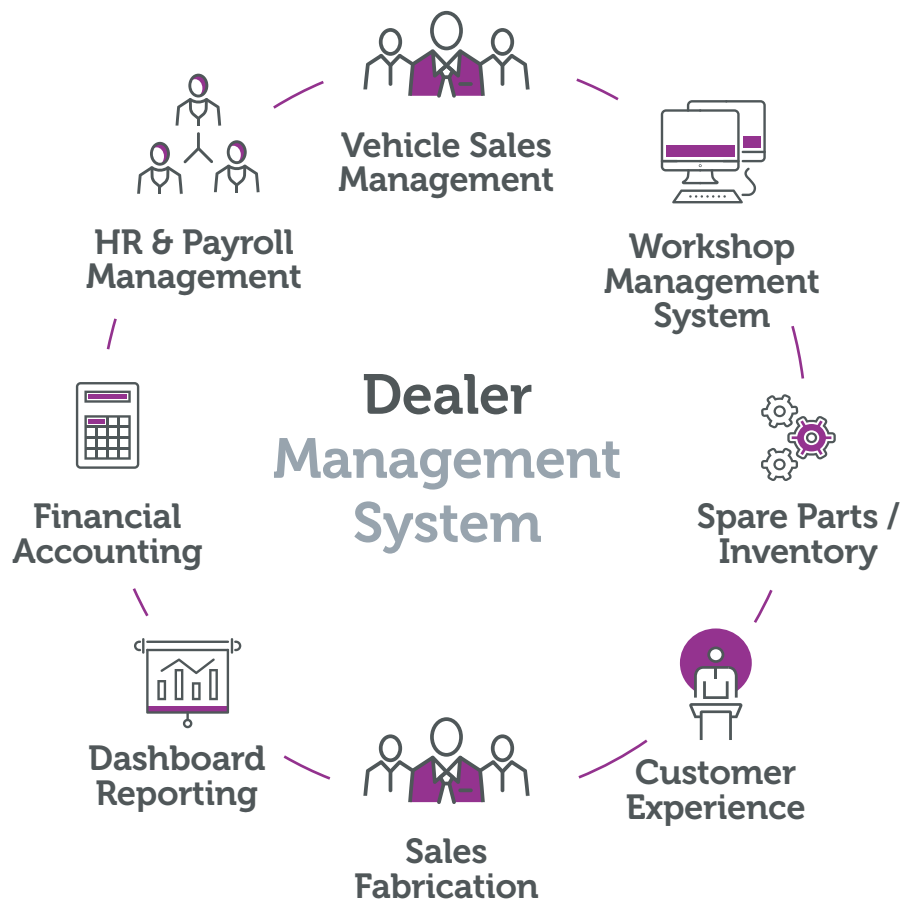 Vehicle Sales
Management
Workshop
Management
System
Spare Parts /
Inventory
Customer
Experience
Sales
Fabrication
Dashboard
Reporting
Financial
Accounting
HR & Payroll
Management
Dealer
Management
System